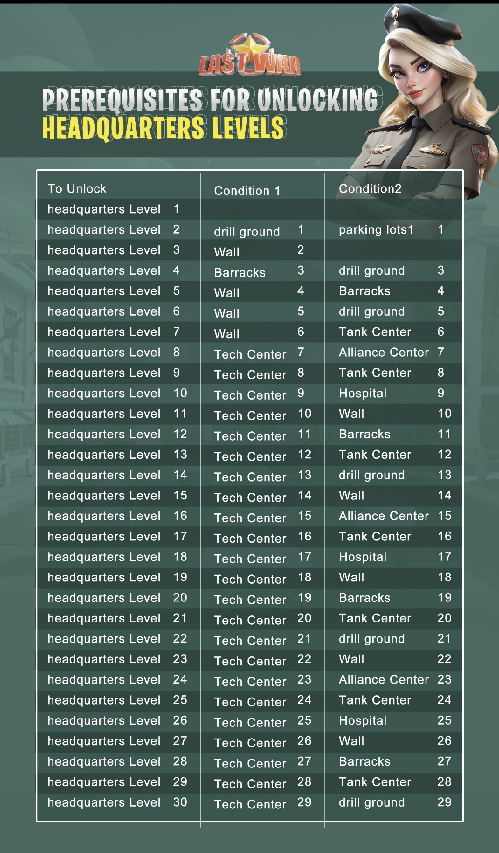 LAST WAR
PREREQUISITES FOR UNLOCKING
HEADQUARTERS LEVELS
To Unlock Condition 1 Condition2
headquarters Level 1
headquarters Level 2 drill ground 1 parking lots1 1
headquarters Level 3 Wall 2
headquarters Level 4 Barracks 3 drill ground 3
headquarters Level 5 Wall 4 Barracks 4
headquarters Level 6 Wall 5 drill ground 5
headquarters Level 7 Wall 6 Tank Center 6
headquarters Level 8 Tech Center 7 Alliance Center 7
headquarters Level 9 Tech Center 8 Tank Center 8
headquarters Level 10 Tech Center 9 Hospital 9
headquarters Level 11 Tech Center 10 Wall 10
headquarters Level 12 Tech Center 11 Barracks 11
headquarters Level 13 Tech Center 12 Tank Center 12
headquarters Level 14 Tech Center 13 drill ground 13
headquarters Level 15 Tech Center 14 Wall 14
headquarters Level 16 Tech Center 15 Alliance Center 15
headquarters Level 17 Tech Center 16 Tank Center 16
headquarters Level 18 Tech Center 17 Hospital 17
headquarters Level 19 Tech Center 18 Wall 18
headquarters Level 20 Tech Center 19 Barracks 19
headquarters Level 21 Tech Center 20 Tank Center 20
headquarters Level 22 Tech Center 21 drill ground 21
headquarters Level 23 Tech Center 22 Wall 22
headquarters Level 24 Tech Center 23 Alliance Center 23
headquarters Level 25 Tech Center 24 Tank Center 24
headquarters Level 26 Tech Center 25 Hospital 25
headquarters Level 27 Tech Center 26 Wall 26
headquarters Level 28 Tech Center 27 Barracks 27
headquarters Level 29 Tech Center 28 Tank Center 28
headquarters Level 30 Tech Center 29 drill ground 29